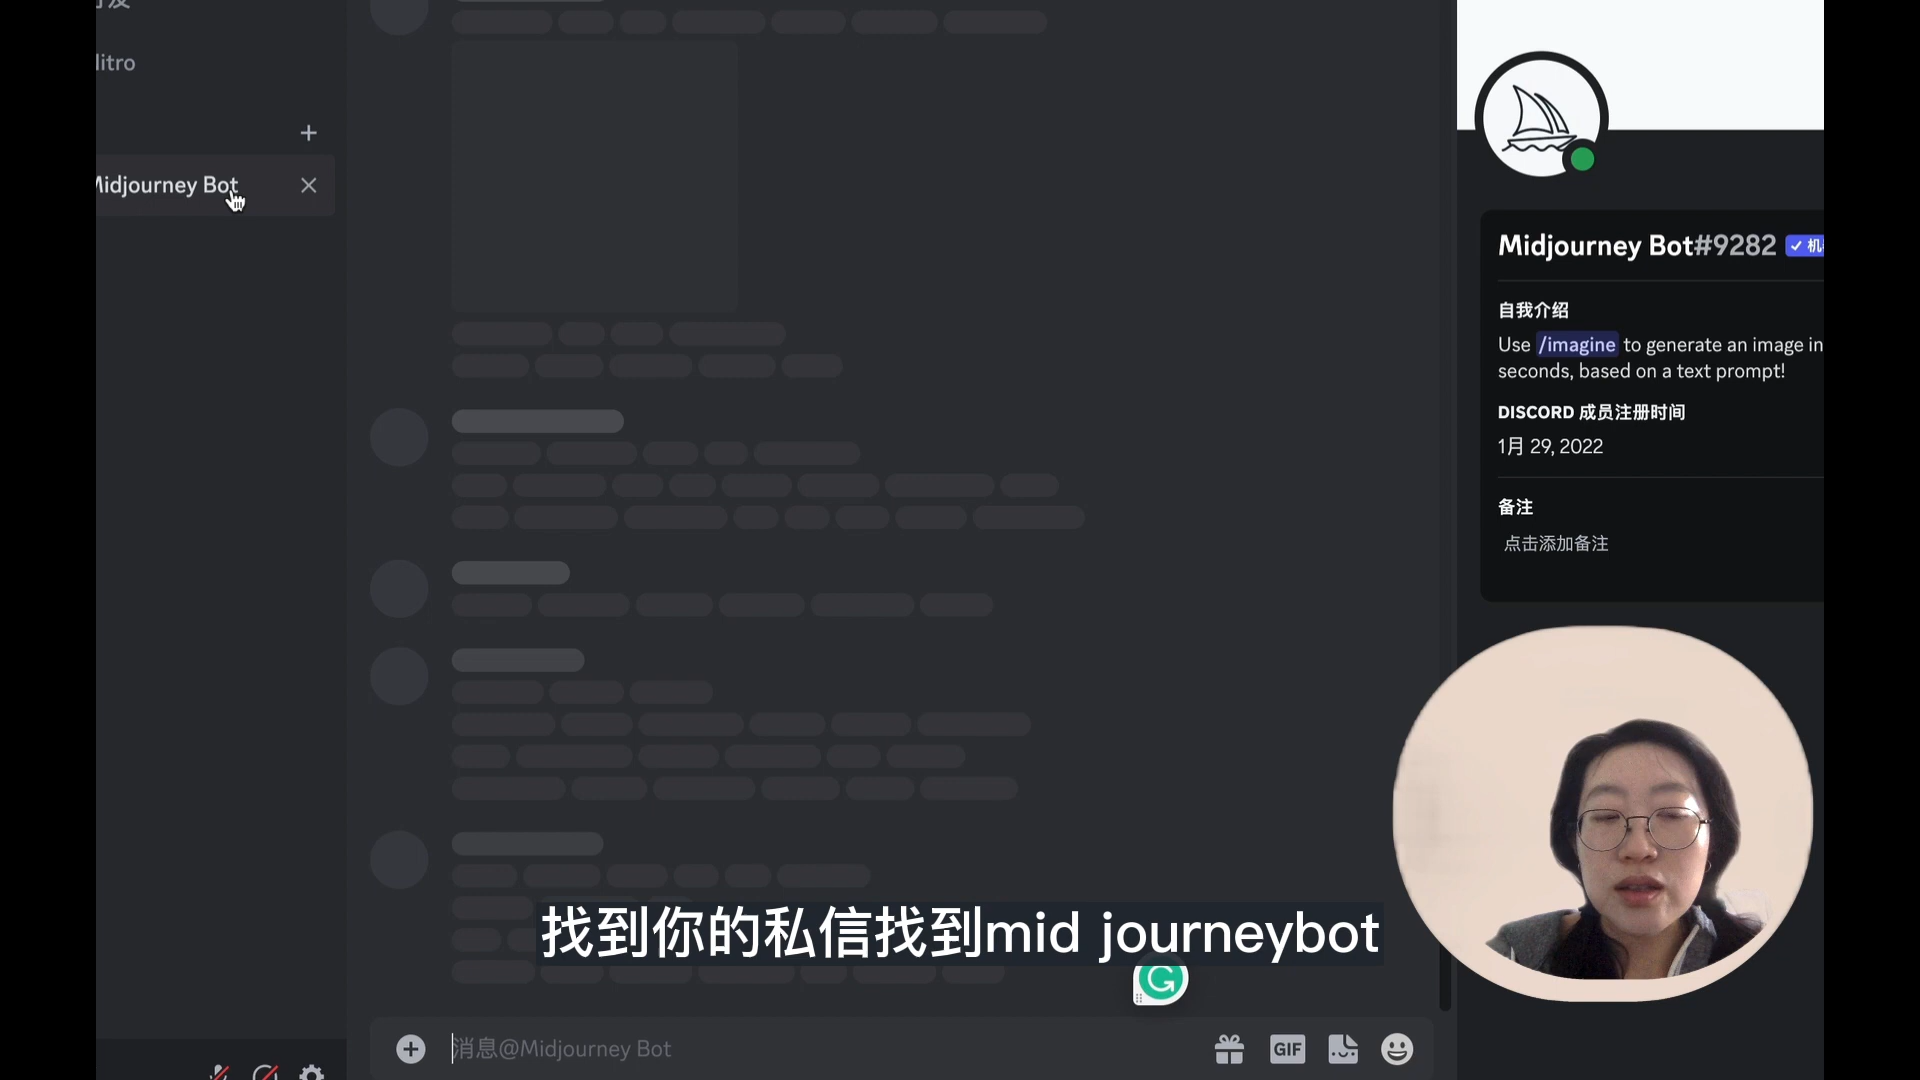 litro
Midjourney Bot
Midjourney Bot#9282
自我介绍
Use /imagine to generate an image in
seconds, based on a text prompt!
DISCORD 成员注册时间
1月 29, 2022
备注
点击添加备注
找到你的私信找到mid journeybot
消息@Midjourney Bot
GIF